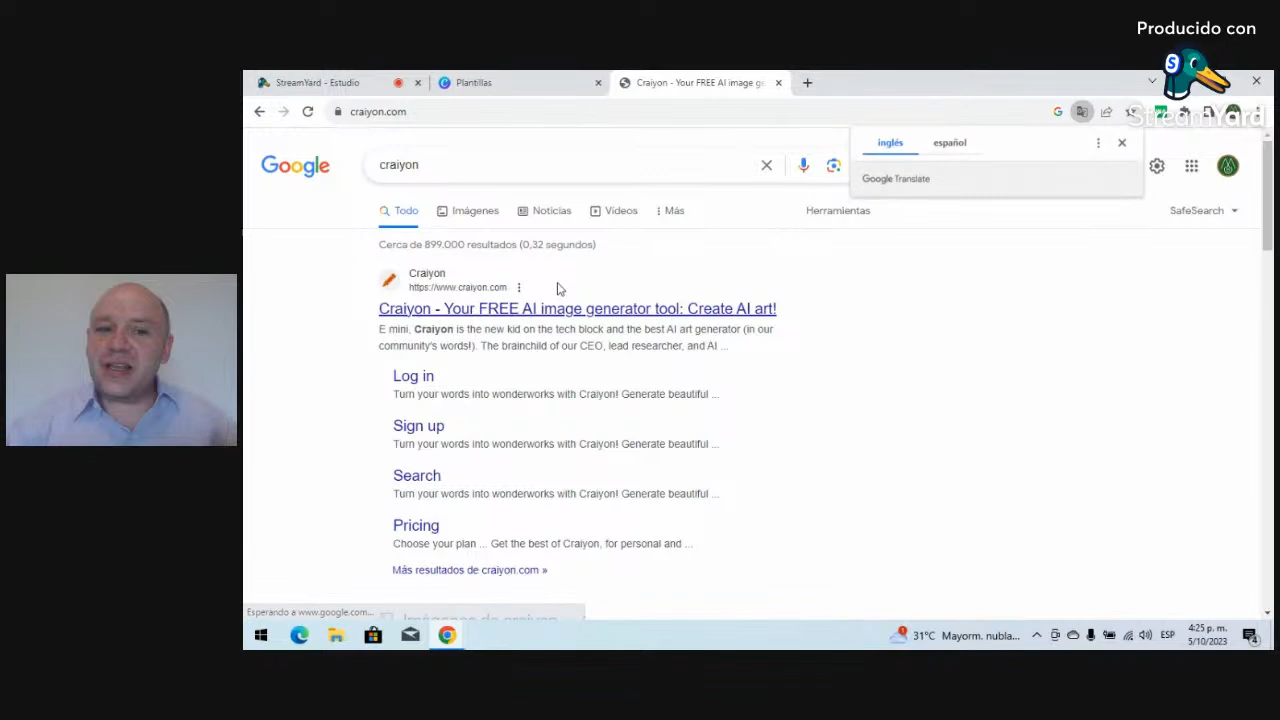 Producido con
StreamYard
StreamYard - Estudio
Plantillas
Craiyon - Your FREE AI image ge
craiyon.com
inglés español
Google Translate
Google
craiyon
Todo Imágenes Noticias Videos Más Herramientas SafeSearch
Cerca de 899.000 resultados (0,32 segundos)
Craiyon
https://www.craiyon.com
Craiyon - Your FREE AI image generator tool: Create AI art!
E mini, Craiyon is the new kid on the tech block and the best AI art generator (in our
community's words!). The brainchild of our CEO, lead researcher, and AI ...
Log in
Turn your words into wonderworks with Craiyon! Generate beautiful ...
Sign up
Turn your words into wonderworks with Craiyon! Generate beautiful ...
Search
Turn your words into wonderworks with Craiyon! Generate beautiful ...
Pricing
Choose your plan ... Get the best of Craiyon, for personal and ...
Más resultados de craiyon.com »
Esperando a www.google.com...
Imágenes de craiyon
31°C Mayorm. nubla... ESP
4:25 p. m.
5/10/2023
4